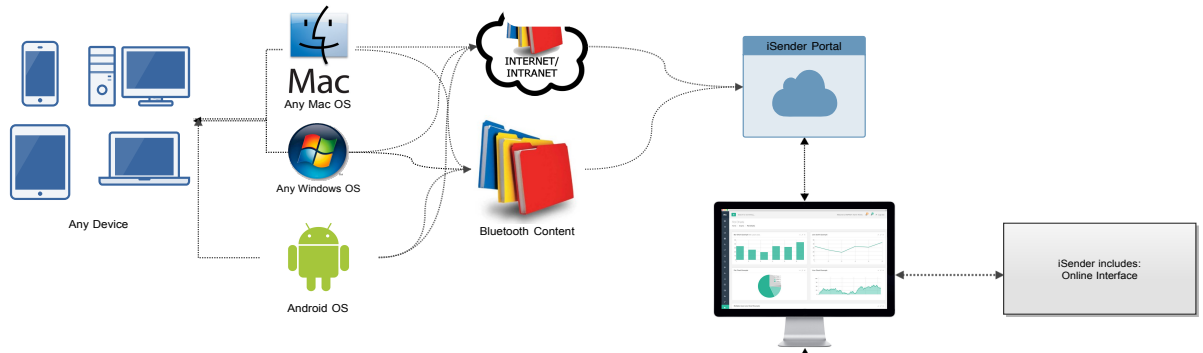 Any Device
Mac
Any Mac OS
Any Windows OS
Android OS
INTERNET/
INTRANET
Bluetooth Content
iSender Portal
iSender includes:
Online Interface